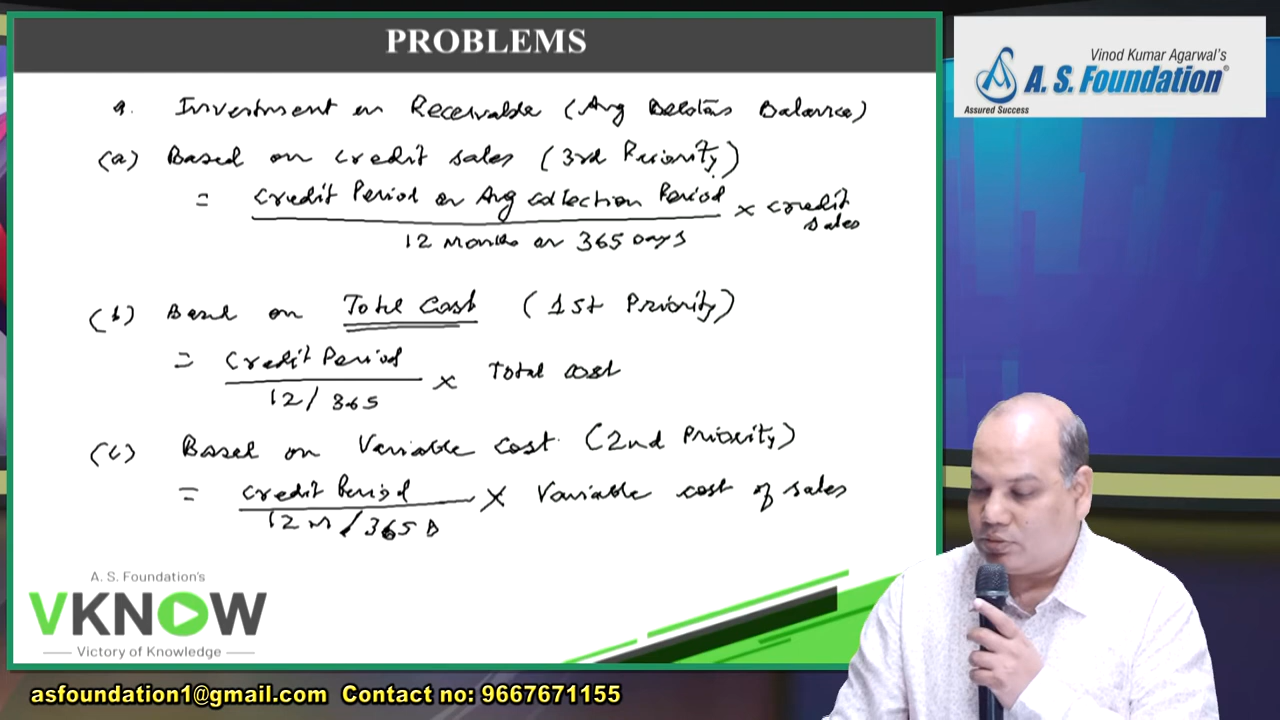 PROBLEMS
Vinod Kumar Agarwal's
A. S. Foundation®
Assured Success
Investment in Receivable (Avg Debtors Balance)
(a) Based on credit sales (3rd Priority)
= Credit Period or Avg collection Period × credit sales
12 Months or 365 Days
(b) Based on Total Cost (1st Priority)
= Credit Period × Total cost
12 / 365
(c) Based on Variable cost (2nd Priority)
= Credit Period × Variable cost of sales
12 M / 365 D
A. S. Foundation's
VKNOW
Victory of Knowledge
asfoundation1@gmail.com Contact no: 9667671155